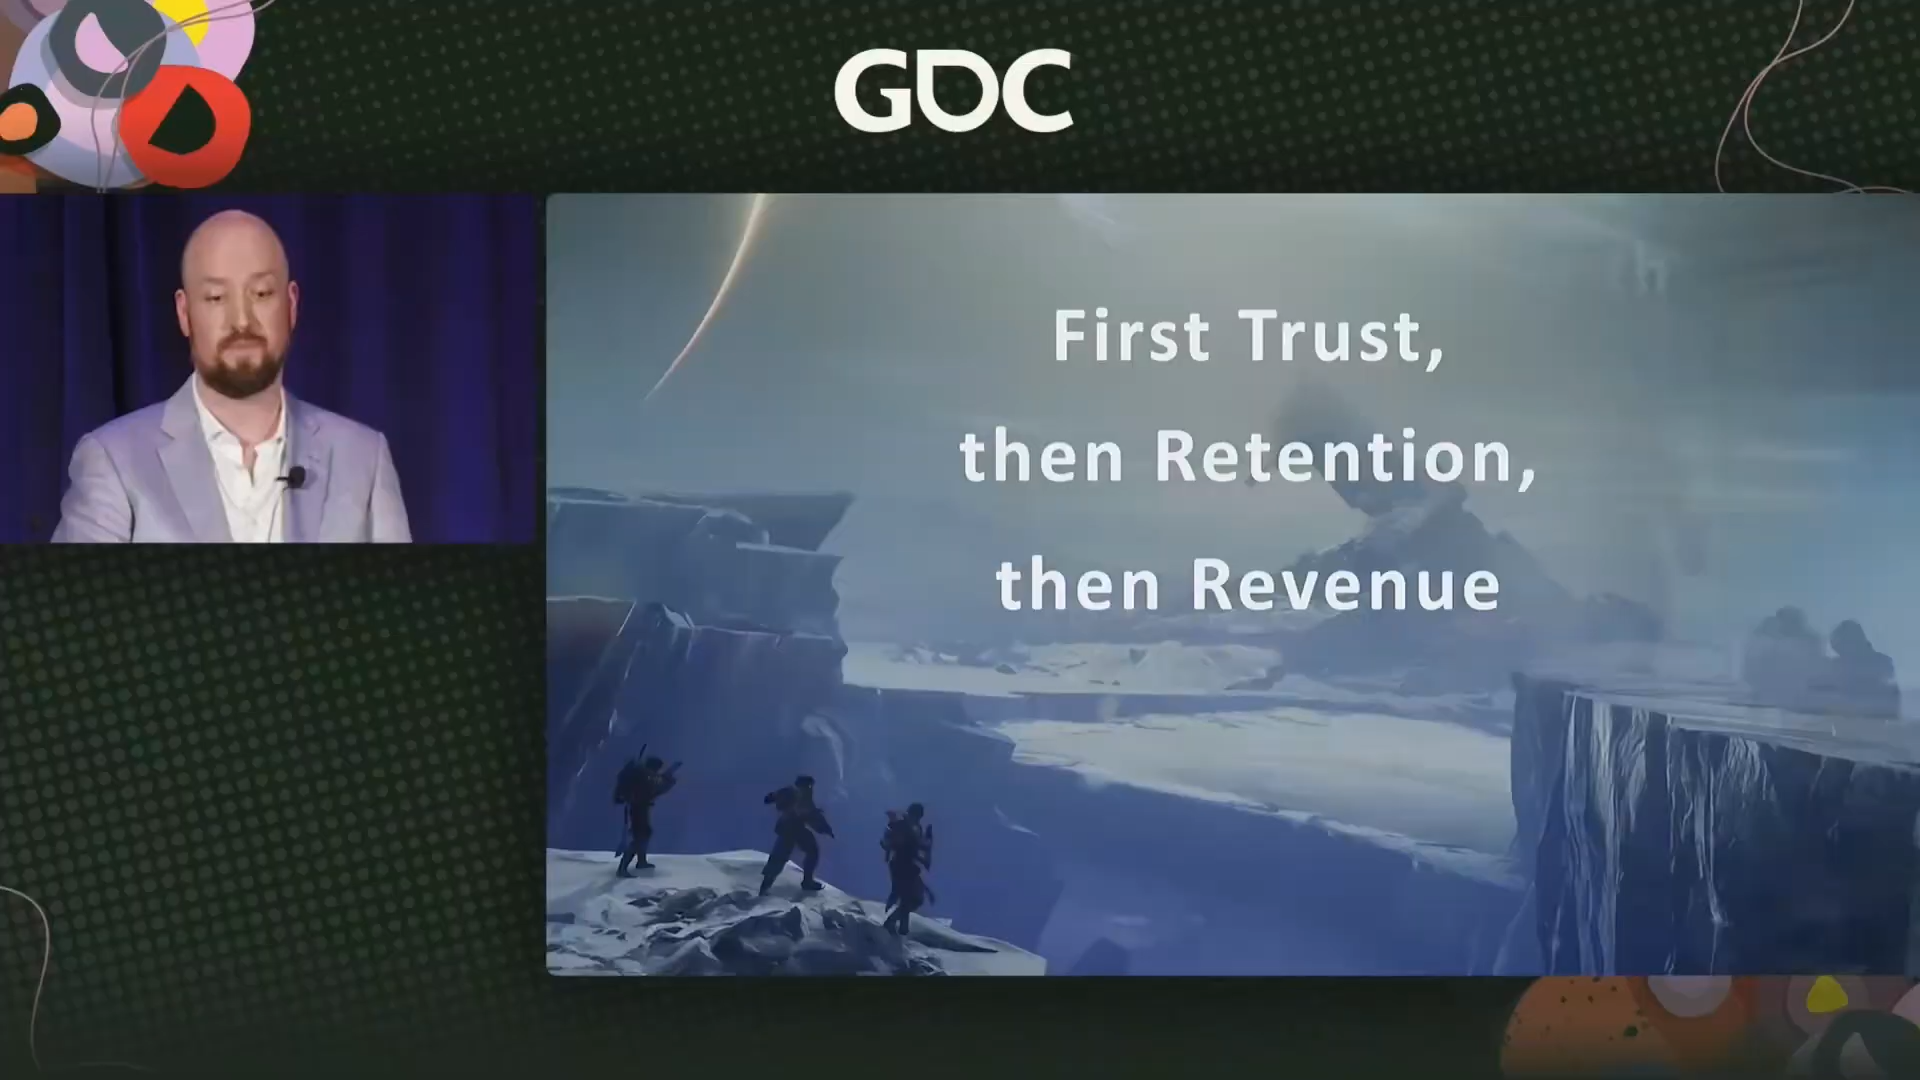 GDC
First Trust,
then Retention,
then Revenue